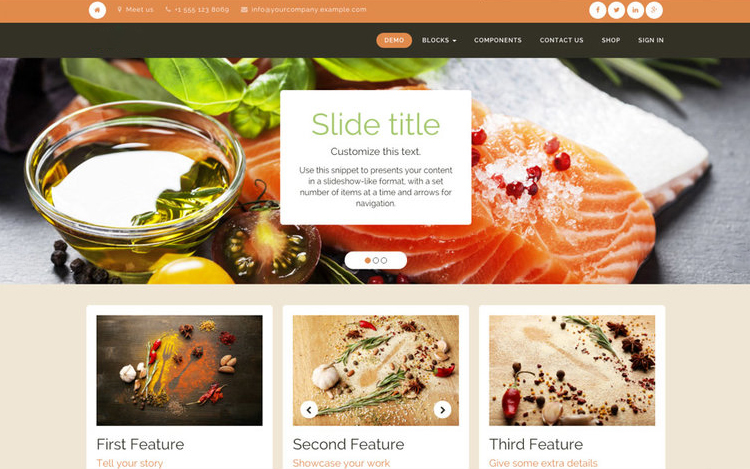 Meet us +1 555 123 8069 info@yourcompany.example.com
DEMO BLOCKS COMPONENTS CONTACT US SHOP SIGN IN
Slide title
Customize this text.
Use this snippet to presents your content
in a slideshow-like format, with a set
number of items at a time and arrows for
navigation.
First Feature Second Feature Third Feature
Tell your story Showcase your work Give some extra details